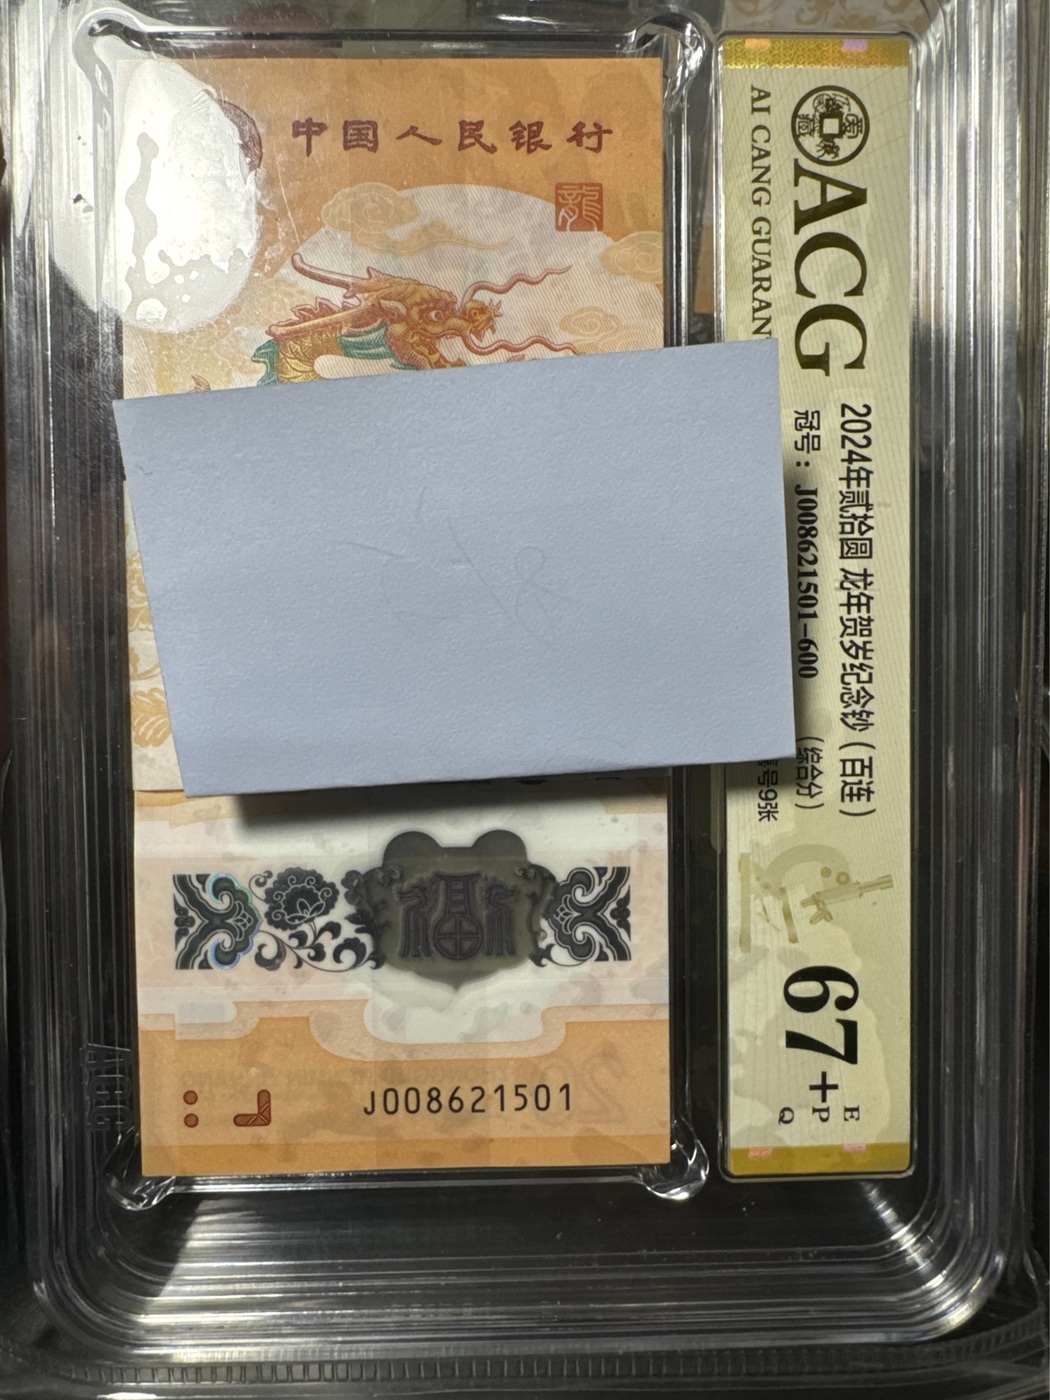 中国人民银行
J008621501
ACG
AI CANG GUARAN
2024年贰拾圆 龙年贺岁纪念钞（百连）
冠号：J008621501-600 （综合分）
号9张
67+
E
P
Q